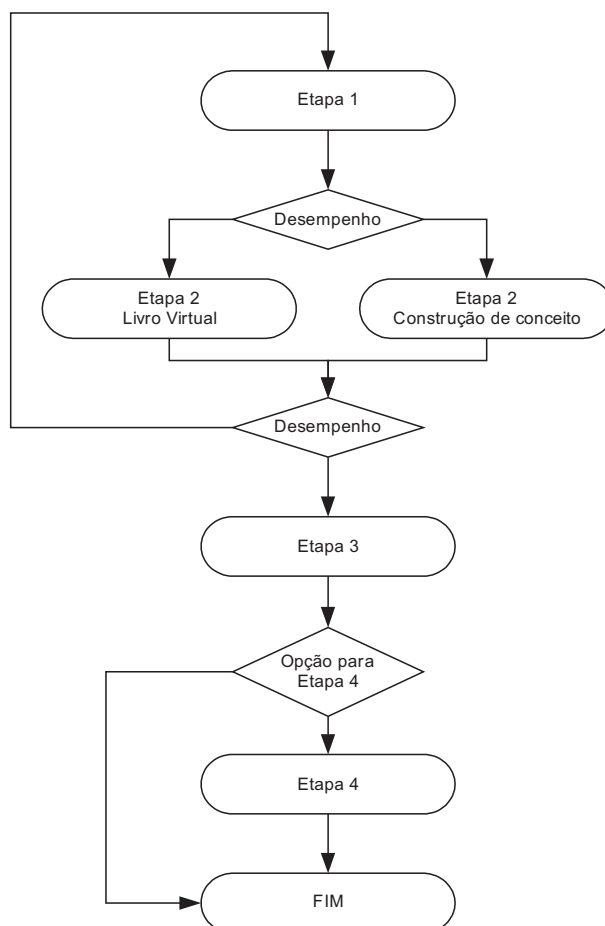 Etapa 1
Desempenho
Etapa 2
Livro Virtual
Etapa 2
Construção de conceito
Desempenho
Etapa 3
Opção para
Etapa 4
Etapa 4
FIM